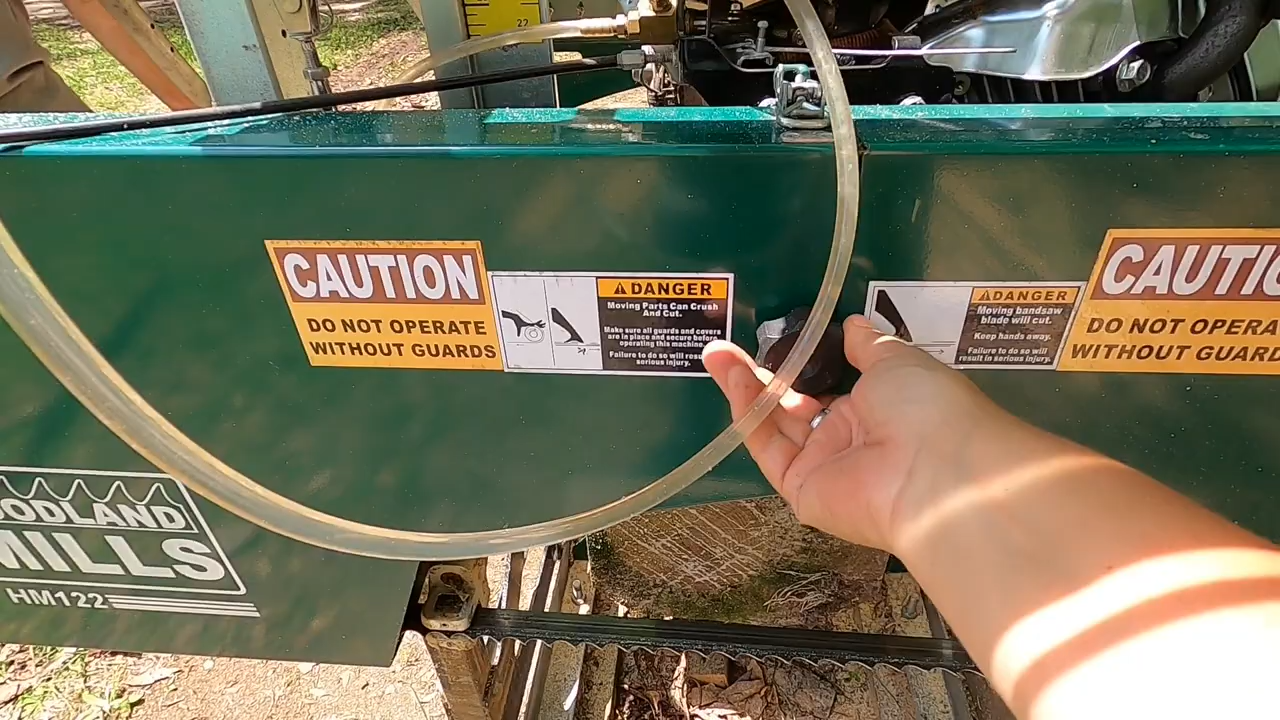 22
CAUTION
DO NOT OPERATE
WITHOUT GUARDS
DANGER
Moving Parts Can Crush
And Cut.
Make sure all guards and covers
are in place and secure before
operating this machine.
Failure to do so will resu
serious injury.
DANGER
Moving bandsaw
blade will cut.
Keep hands away.
Failure to do so will
result in serious injury.
CAUTIO
DO NOT OPERA
WITHOUT GUARD
ODLAND
MILLS
HM122